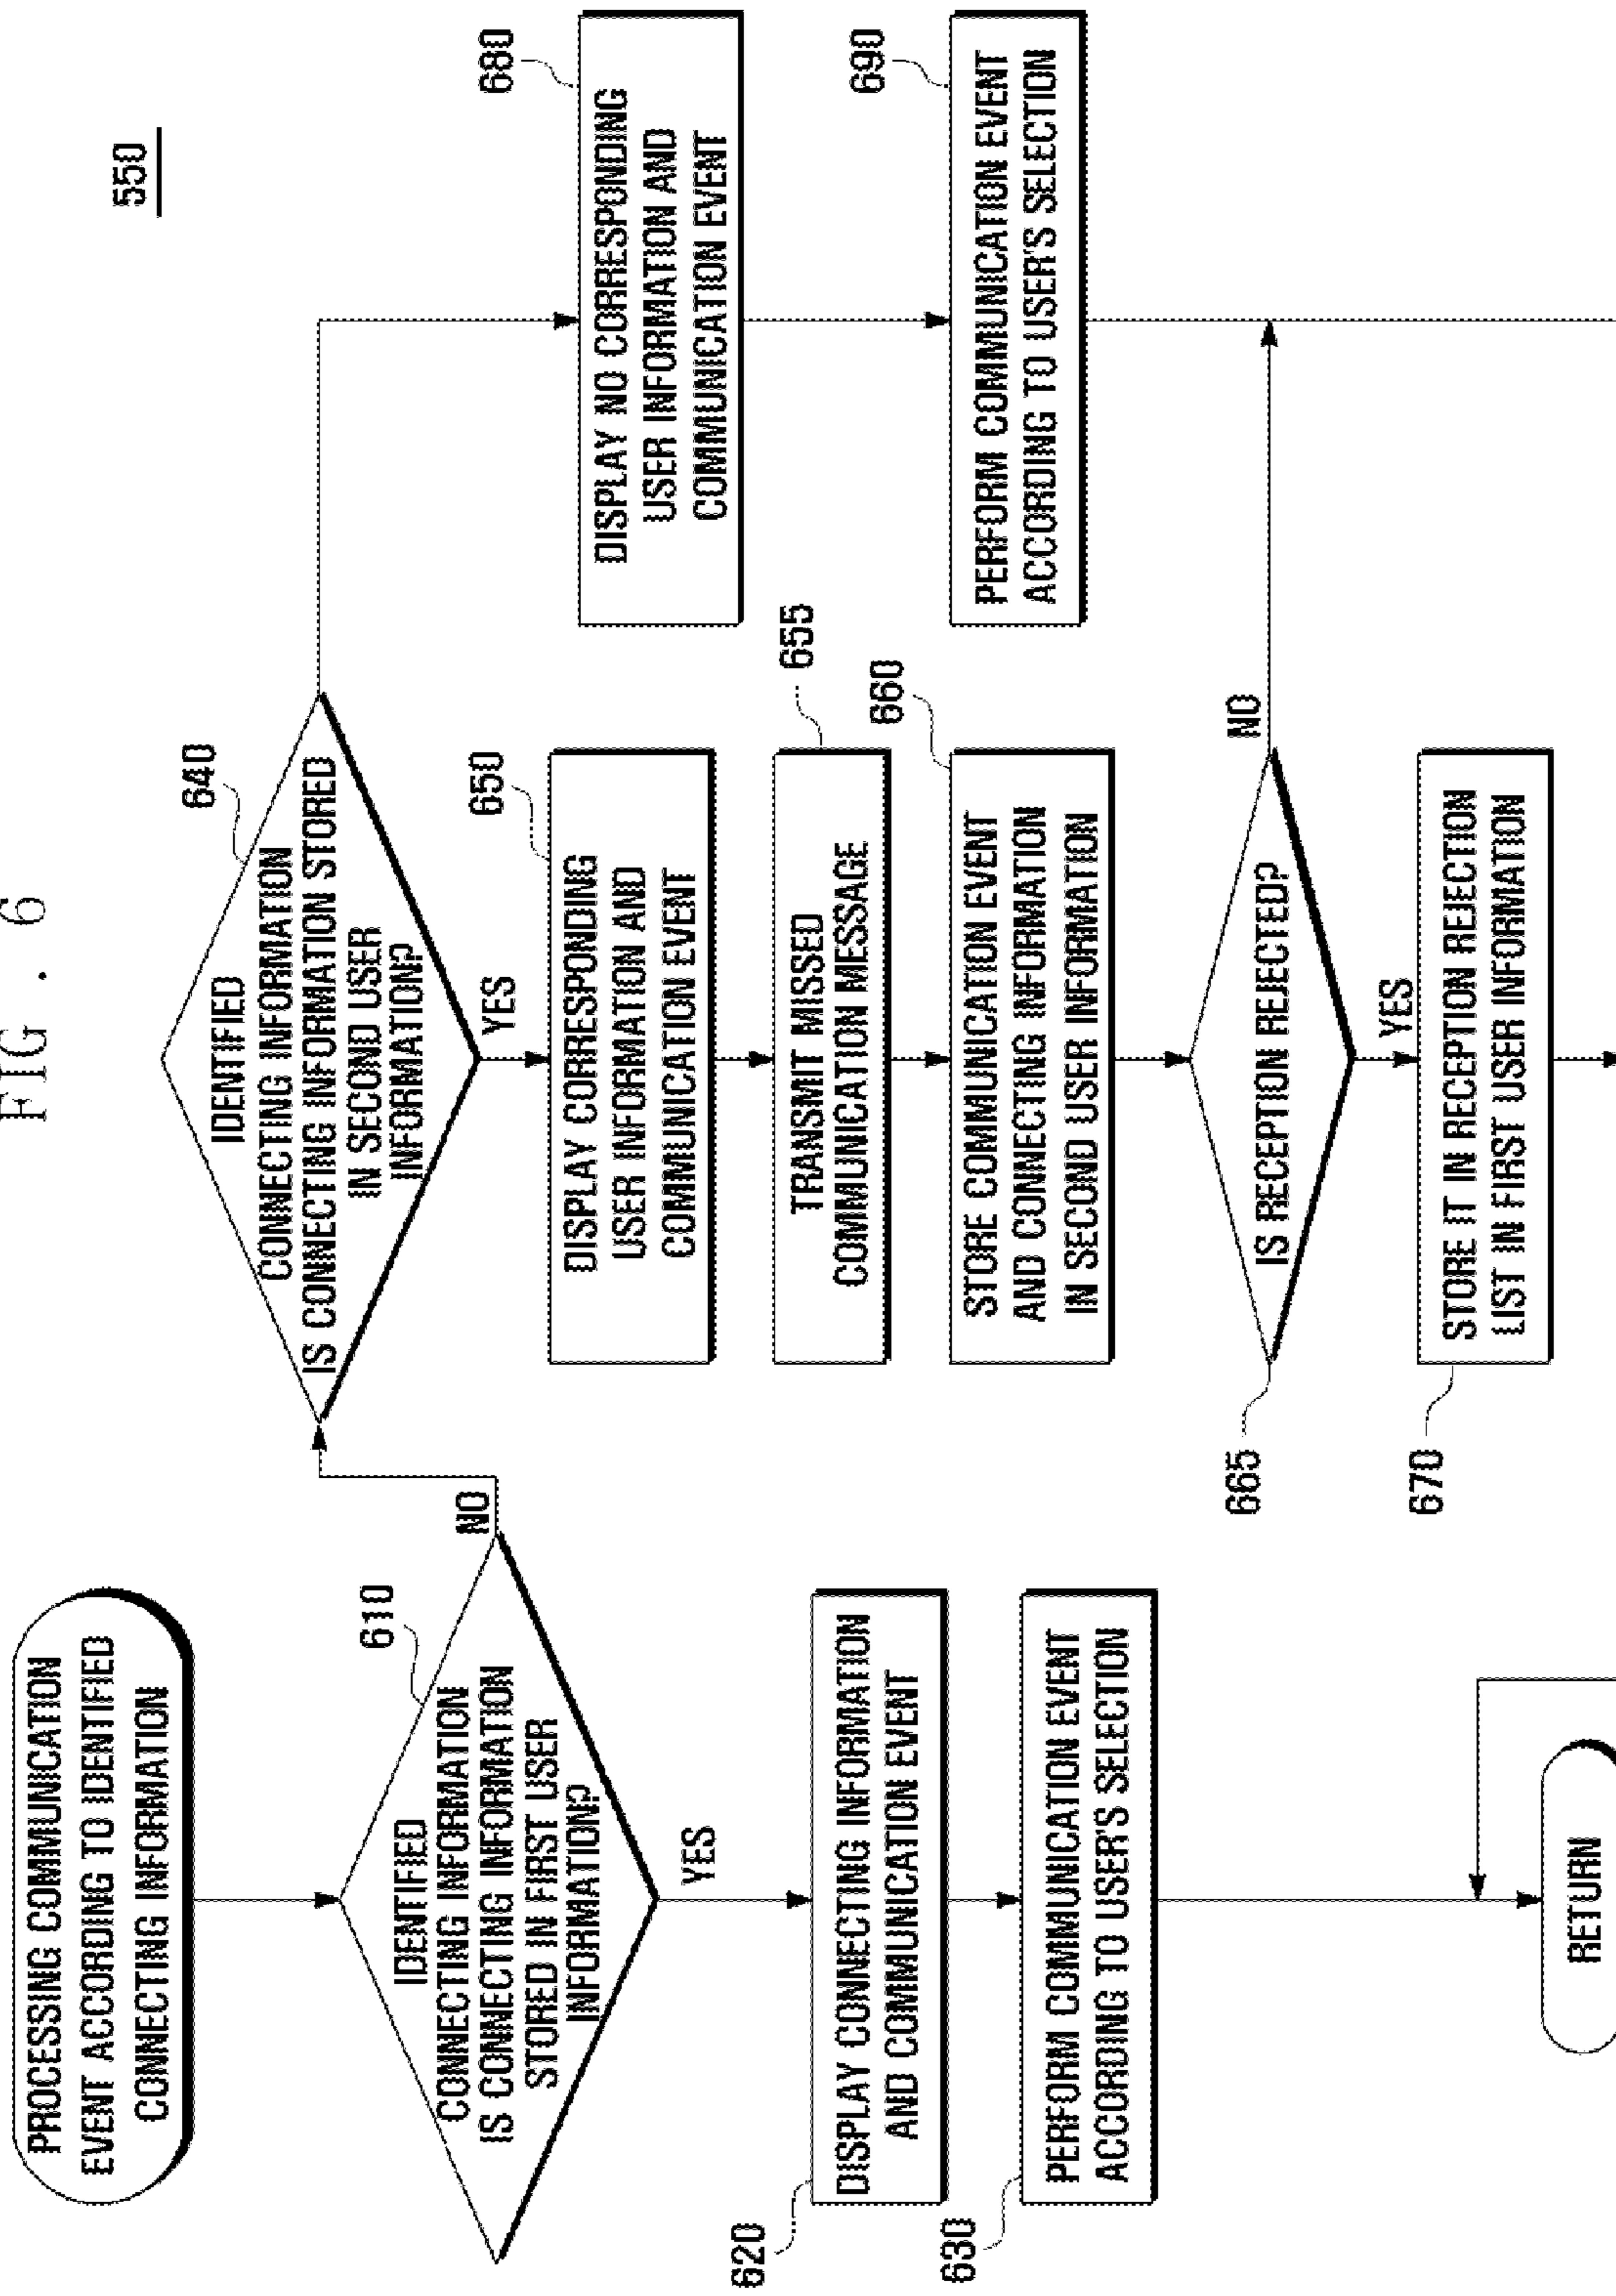 FIG . 6
550
PROCESSING COMMUNICATION
EVENT ACCORDING TO IDENTIFIED
CONNECTING INFORMATION
610
IDENTIFIED
CONNECTING INFORMATION
IS CONNECTING INFORMATION
STORED IN FIRST USER
INFORMATION?
NO
YES
620
DISPLAY CONNECTING INFORMATION
AND COMMUNICATION EVENT
630
PERFORM COMMUNICATION EVENT
ACCORDING TO USER'S SELECTION
RETURN
640
IDENTIFIED
CONNECTING INFORMATION
IS CONNECTING INFORMATION STORED
IN SECOND USER
INFORMATION?
YES
650
DISPLAY CORRESPONDING
USER INFORMATION AND
COMMUNICATION EVENT
655
TRANSMIT MISSED
COMMUNICATION MESSAGE
660
STORE COMMUNICATION EVENT
AND CONNECTING INFORMATION
IN SECOND USER INFORMATION
665
IS RECEPTION REJECTED?
NO
YES
670
STORE IT IN RECEPTION REJECTION
LIST IN FIRST USER INFORMATION
680
DISPLAY NO CORRESPONDING
USER INFORMATION AND
COMMUNICATION EVENT
690
PERFORM COMMUNICATION EVENT
ACCORDING TO USER'S SELECTION